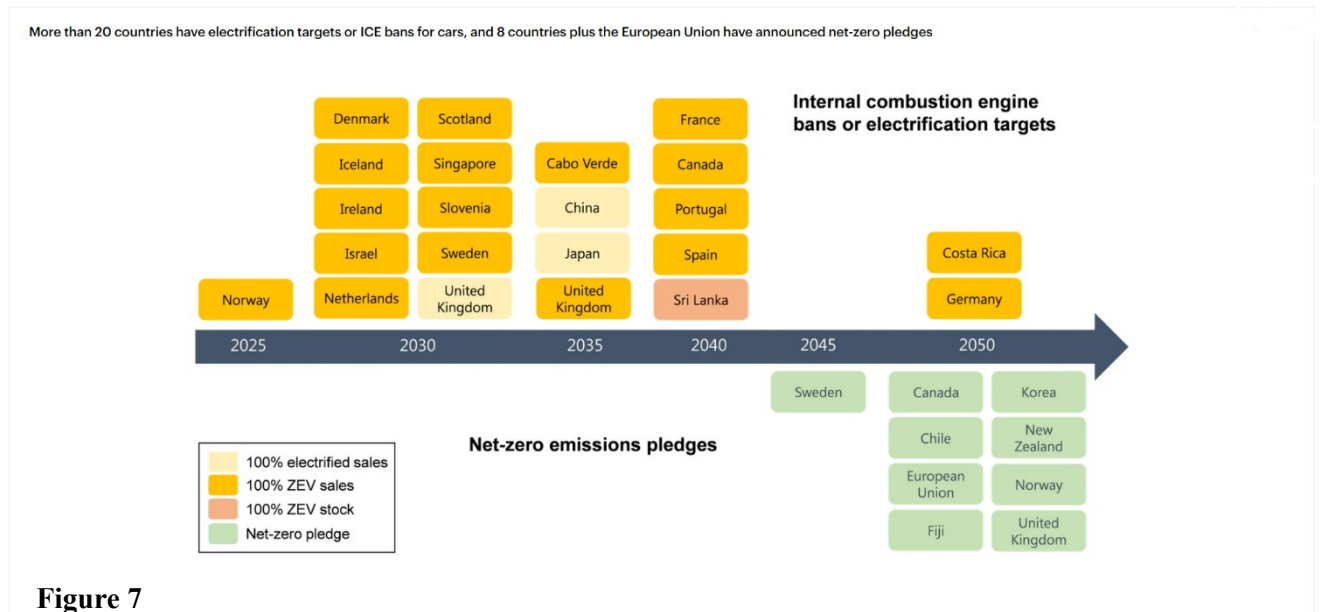 More than 20 countries have electrification targets or ICE bans for cars, and 8 countries plus the European Union have announced net-zero pledges
Internal combustion engine
bans or electrification targets
Denmark
Scotland
France
Iceland
Singapore
Cabo Verde
Canada
Ireland
Slovenia
China
Portugal
Israel
Sweden
Japan
Spain
Costa Rica
Norway
Netherlands
United
Kingdom
United
Kingdom
Sri Lanka
Germany
2025
2030
2035
2040
2045
2050
Sweden
Canada
Korea
Net-zero emissions pledges
Chile
New
Zealand
European
Union
Norway
Fiji
United
Kingdom
100% electrified sales
100% ZEV sales
100% ZEV stock
Net-zero pledge
Figure 7